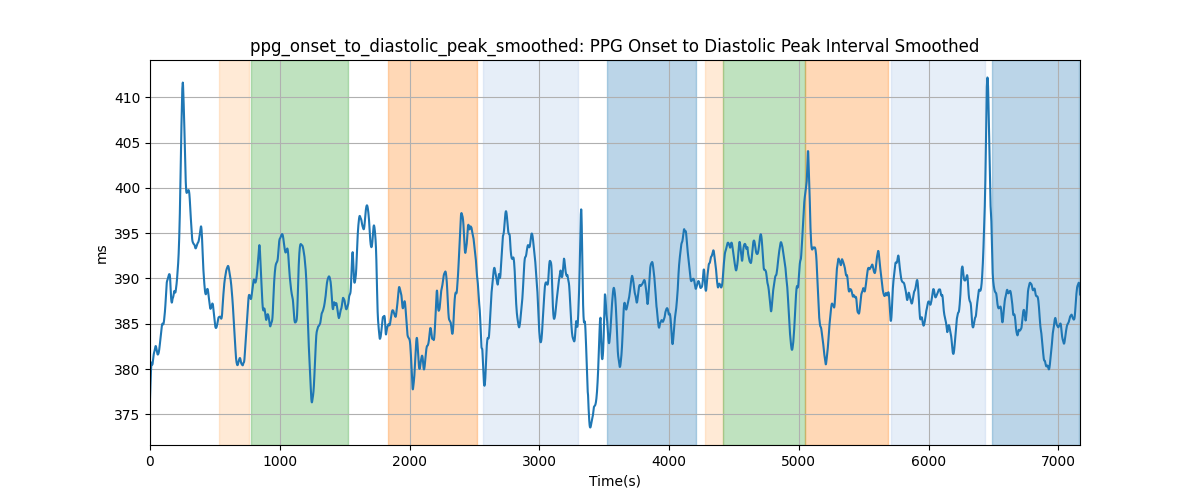 ppg_onset_to_diastolic_peak_smoothed: PPG Onset to Diastolic Peak Interval Smoothed
410
405
400
395
390
385
380
375
ms
0 1000 2000 3000 4000 5000 6000 7000
Time(s)